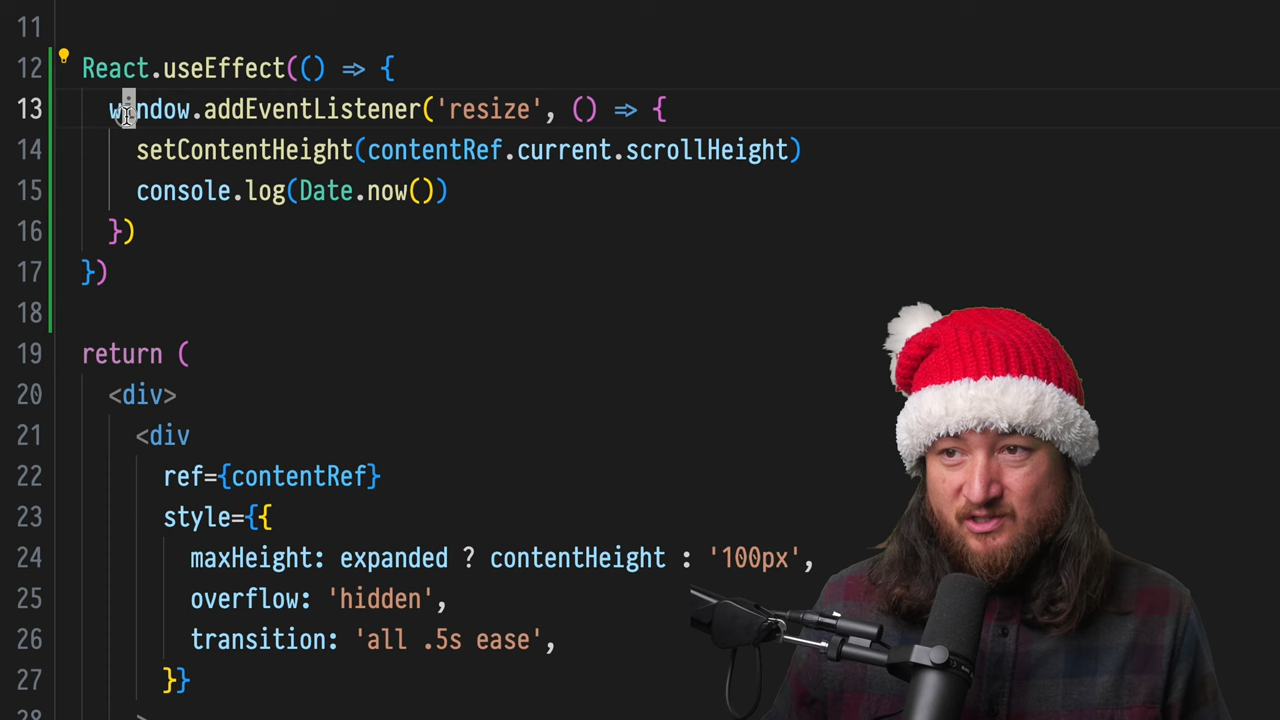 11
12 React.useEffect(() => {
13 window.addEventListener('resize', () => {
14 setContentHeight(contentRef.current.scrollHeight)
15 console.log(Date.now())
16 })
17 })
18
19 return (
20 <div>
21 <div
22 ref={contentRef}
23 style={{
24 maxHeight: expanded ? contentHeight : '100px',
25 overflow: 'hidden',
26 transition: 'all .5s ease',
27 }}
28 >